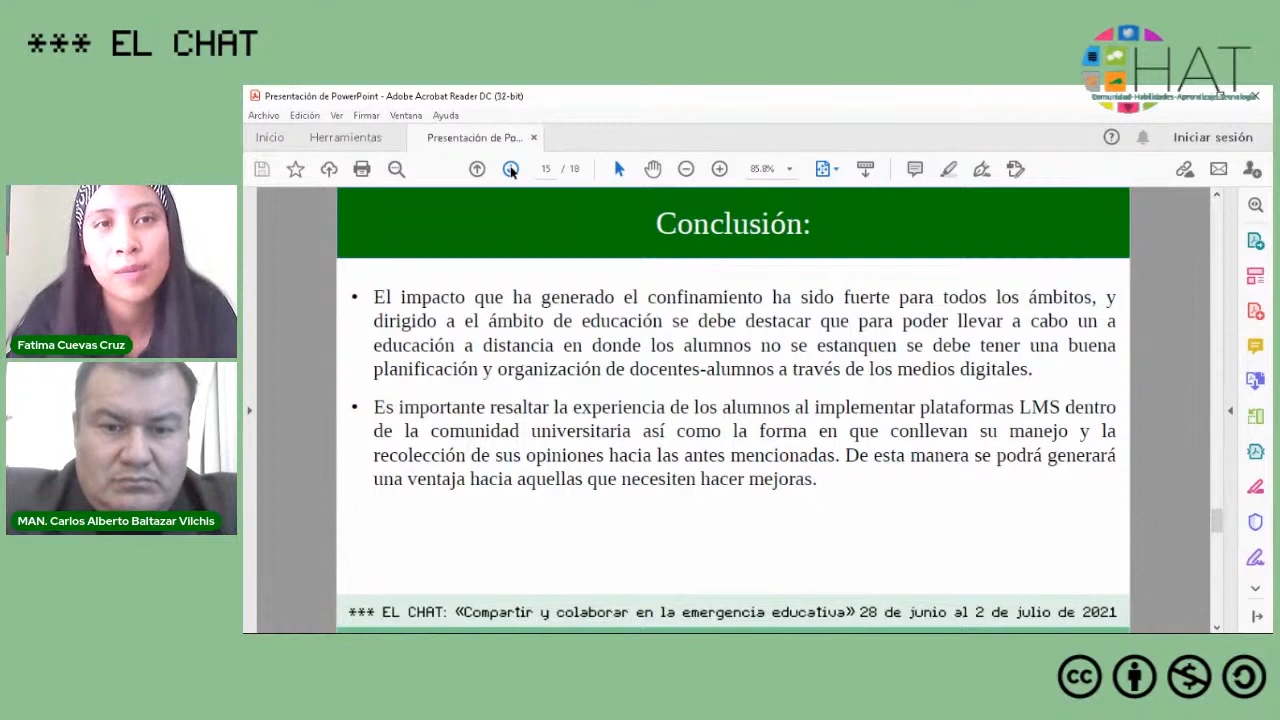 *** EL CHAT
HAT
Comunidad- Habilidades- Aprendizaje- Tecnología
Presentación de PowerPoint - Adobe Acrobat Reader DC (32-bit)
Archivo Edición Ver Firmar Ventana Ayuda
Inicio Herramientas Presentación de Po... × Iniciar sesión
15 / 18 85.8%
Conclusión:
• El impacto que ha generado el confinamiento ha sido fuerte para todos los ámbitos, y
dirigido a el ámbito de educación se debe destacar que para poder llevar a cabo un a
educación a distancia en donde los alumnos no se estanquen se debe tener una buena
planificación y organización de docentes-alumnos a través de los medios digitales.
• Es importante resaltar la experiencia de los alumnos al implementar plataformas LMS dentro
de la comunidad universitaria así como la forma en que conllevan su manejo y la
recolección de sus opiniones hacia las antes mencionadas. De esta manera se podrá generará
una ventaja hacia aquellas que necesiten hacer mejoras.
*** EL CHAT: «Compartir y colaborar en la emergencia educativa» 28 de junio al 2 de julio de 2021
Fatima Cuevas Cruz
MAN. Carlos Alberto Baltazar Vilchis
cc